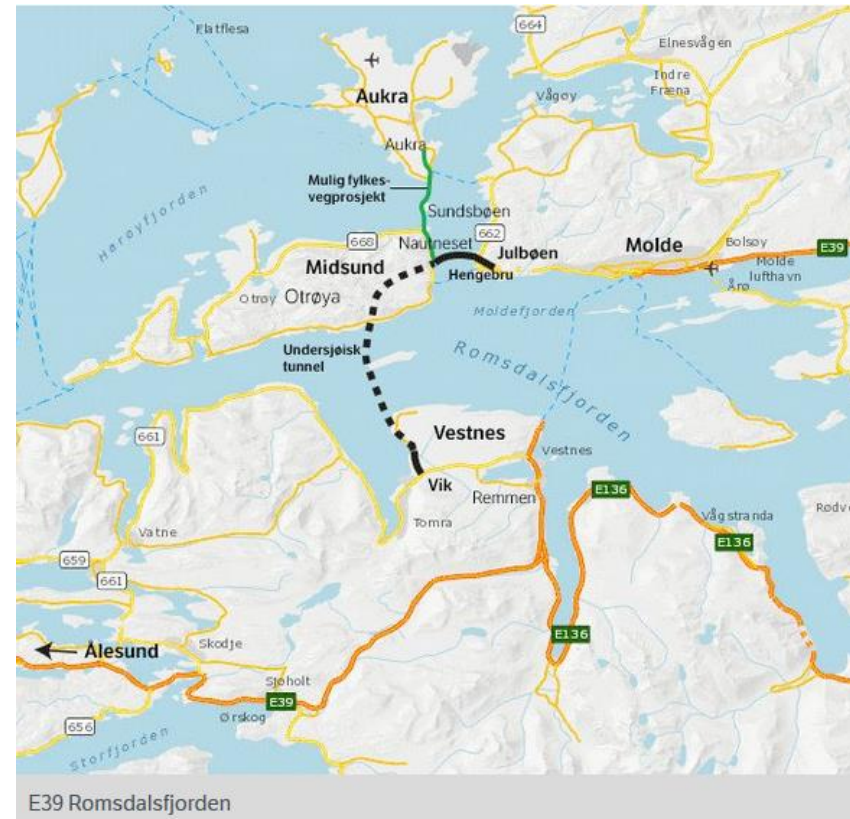 Flatflesa
664
Elnesvågen
Indre
Fræna
Vågøy
Aukra
Aukra
Mulig fylkes-
vegprosjekt
Harøyfjorden
Sundsbøen
668
662
Nautneset
Julbøen
Molde
Bolsøy
E39
Midsund
Hengebru
Molde
lufthavn
Årø
Otrøy
Otrøya
Moldefjorden
Undersjøisk
tunnel
Romsdalsfjorden
661
Vestnes
Vestnes
Vik
Remmen
E136
Tomra
Vågstranda
Rødv
E136
Vatne
659
661
E136
Skodje
Ålesund
Sjøholt
E39
Ørskog
656
Storfjorden
E39 Romsdalsfjorden